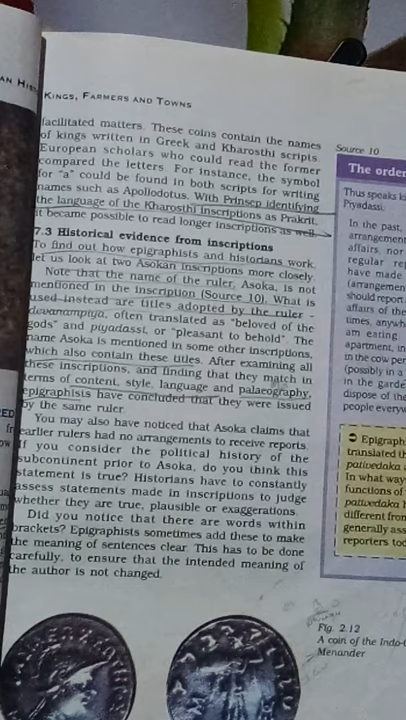 AN HIS
KINGS, FARMERS AND TOWNS
facilitated matters. These coins contain the names
of kings written in Greek and Kharosthi scripts.
European scholars who could read the former
compared the letters. For instance, the symbol
for "a" could be found in both scripts for writing
names such as Apollodotus. With Prinsep identifying
the language of the Kharosthi inscriptions as Prakrit,
it became possible to read longer inscriptions as well.
7.3 Historical evidence from inscriptions
To find out how epigraphists and historians work,
let us look at two Asokan inscriptions more closely.
Note that the name of the ruler, Asoka, is not
mentioned in the inscription (Source 10). What is
used instead are titles adopted by the ruler –
devanampiya, often translated as "beloved of the
gods" and piyadassi, or "pleasant to behold". The
name Asoka is mentioned in some other inscriptions,
which also contain these titles. After examining all
these inscriptions, and finding that they match in
terms of content, style, language and palaeography,
epigraphists have concluded that they were issued
by the same ruler.
You may also have noticed that Asoka claims that
earlier rulers had no arrangements to receive reports.
If you consider the political history of the
subcontinent prior to Asoka, do you think this
statement is true? Historians have to constantly
assess statements made in inscriptions to judge
whether they are true, plausible or exaggerations.
Did you notice that there are words within
brackets? Epigraphists sometimes add these to make
the meaning of sentences clear. This has to be done
carefully, to ensure that the intended meaning of
the author is not changed.
Source 10
The order
Thus speaks k
Piyadassi:
In the past,
arrangement
affairs, nor
regular re
have made
(arrangemen
should report
affairs of the
times, anywh
am eating
apartment, in
in the cow pen
(possibly in a
in the garde
dispose of the
people everyw
Epigraph
translated th
pativedaka a
In what way
functions of
pativedaka h
different from
generally ass
reporters tod
Fig. 2.12
A coin of the Indo-G
Menander